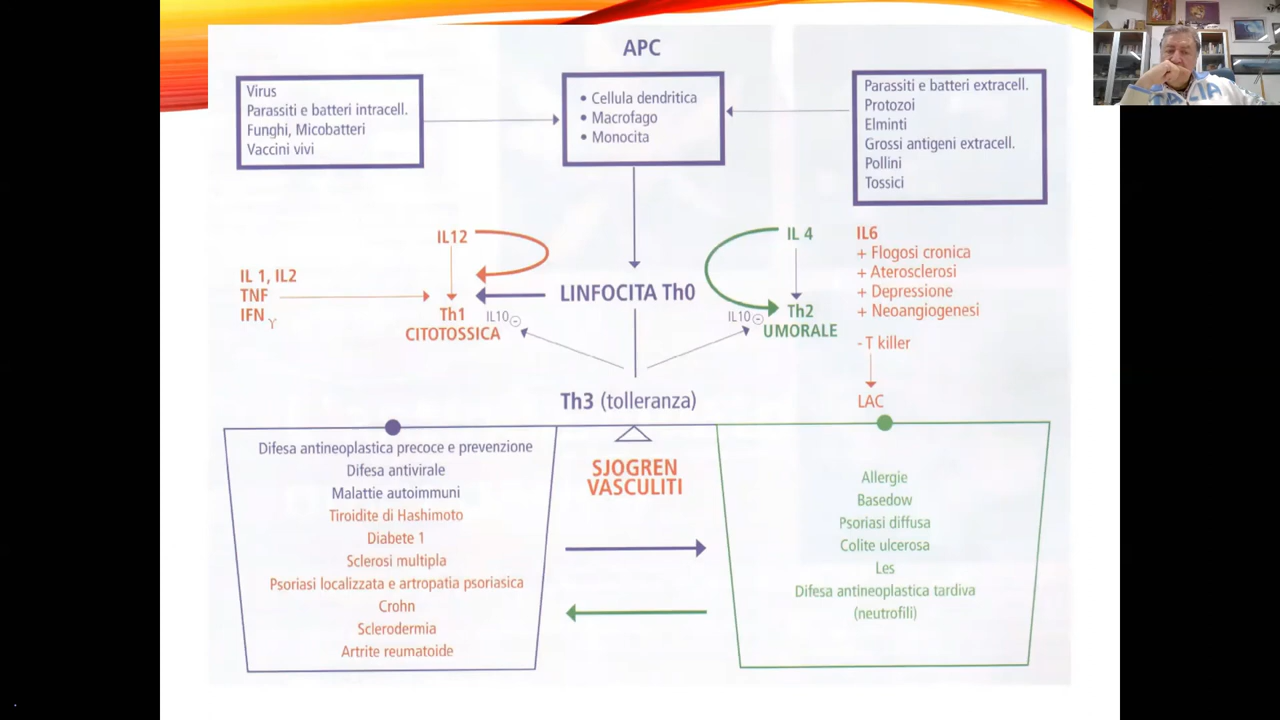 APC
Virus
Parassiti e batteri intracell.
Funghi, Micobatteri
Vaccini vivi
• Cellula dendritica
• Macrofago
• Monocita
Parassiti e batteri extracell.
Protozoi
Elminti
Grossi antigeni extracell.
Pollini
Tossici
IL12
IL 4
IL6
+ Flogosi cronica
+ Aterosclerosi
+ Depressione
+ Neoangiogenesi
- T killer
LAC
IL 1, IL2
TNF
IFN γ
LINFOCITA Th0
Th1
CITOTOSSICA
IL10 -
IL10 -
Th2
UMORALE
Th3 (tolleranza)
Difesa antineoplastica precoce e prevenzione
Difesa antivirale
Malattie autoimmuni
Tiroidite di Hashimoto
Diabete 1
Sclerosi multipla
Psoriasi localizzata e artropatia psoriasica
Crohn
Sclerodermia
Artrite reumatoide
SJOGREN
VASCULITI
Allergie
Basedow
Psoriasi diffusa
Colite ulcerosa
Les
Difesa antineoplastica tardiva
(neutrofili)